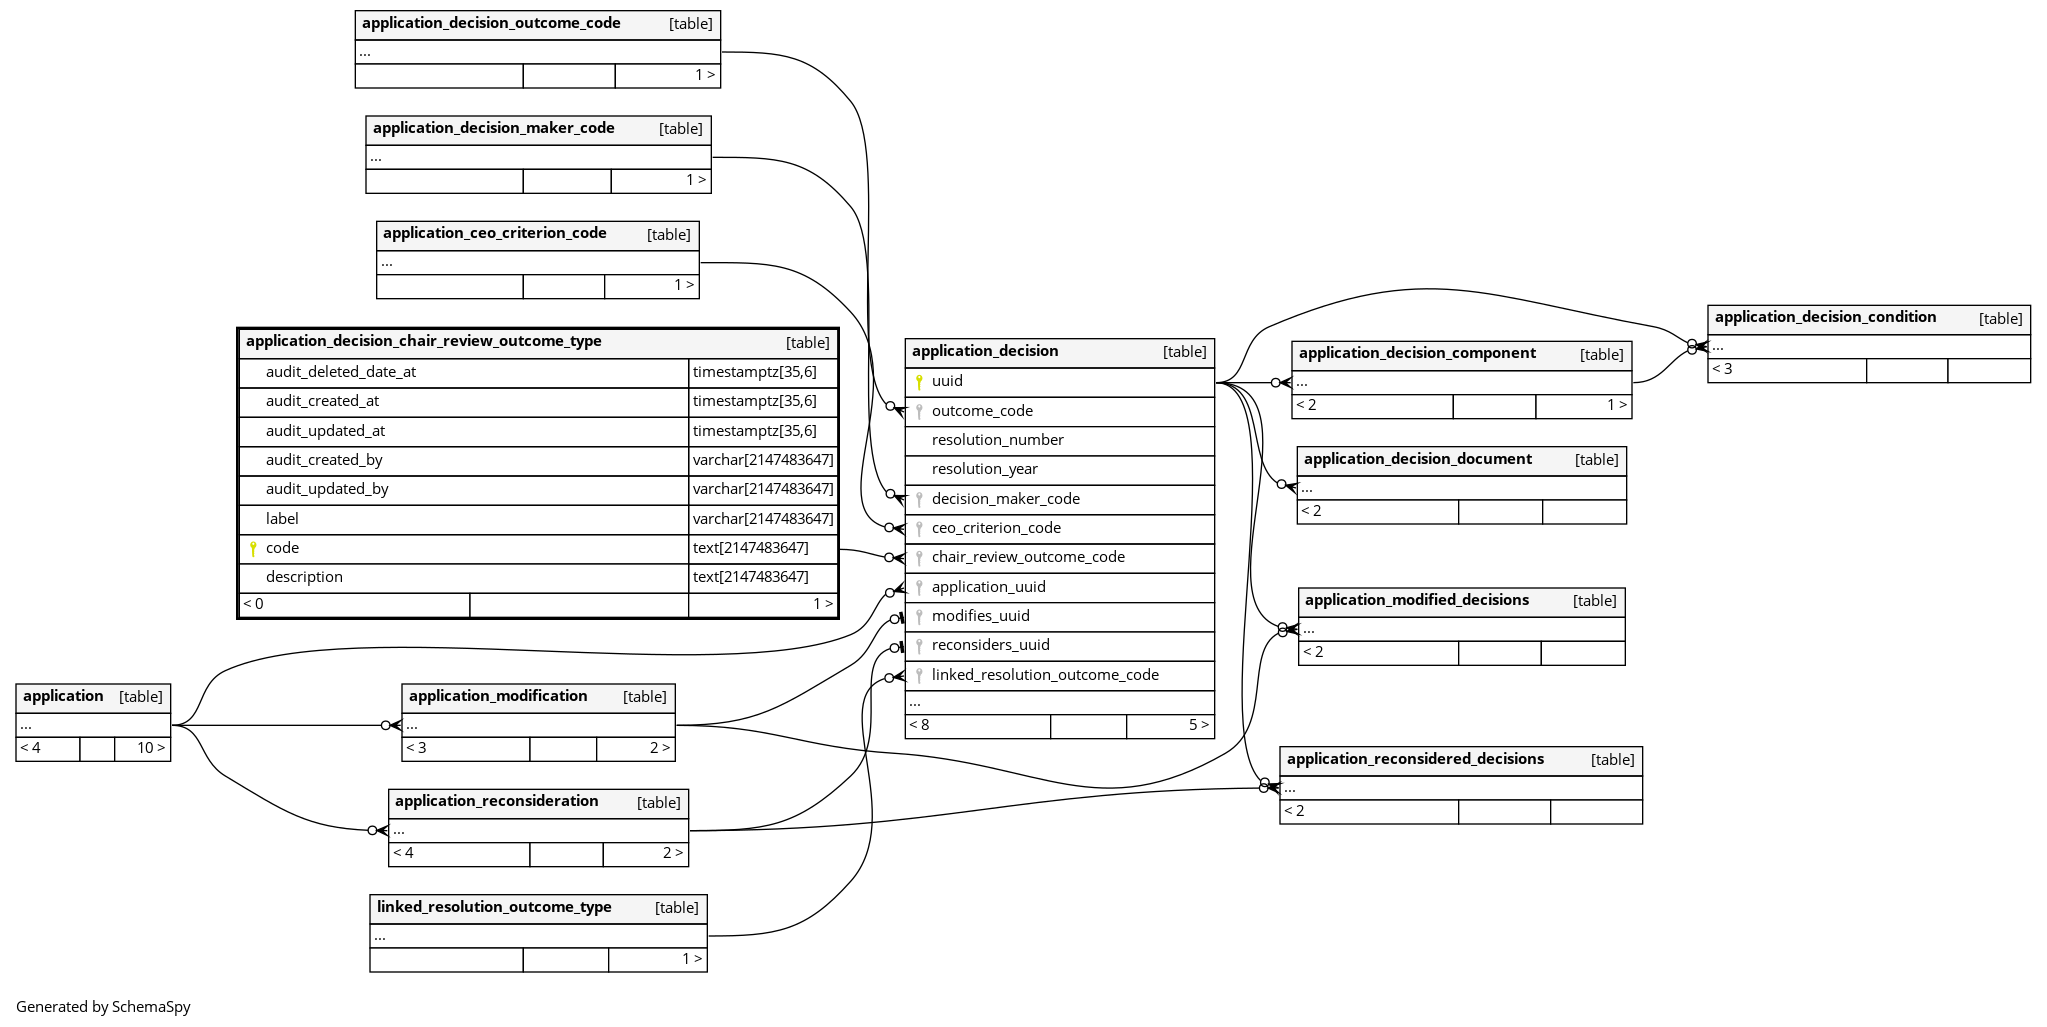 application_decision_outcome_code [table]
...
1 >
application_decision_maker_code [table]
...
1 >
application_ceo_criterion_code [table]
...
1 >
application_decision_chair_review_outcome_type [table]
audit_deleted_date_at timestamptz[35,6]
audit_created_at timestamptz[35,6]
audit_updated_at timestamptz[35,6]
audit_created_by varchar[2147483647]
audit_updated_by varchar[2147483647]
label varchar[2147483647]
code text[2147483647]
description text[2147483647]
< 0 1 >
application [table]
...
< 4 10 >
application_modification [table]
...
< 3 2 >
application_reconsideration [table]
...
< 4 2 >
linked_resolution_outcome_type [table]
...
1 >
application_decision [table]
uuid
outcome_code
resolution_number
resolution_year
decision_maker_code
ceo_criterion_code
chair_review_outcome_code
application_uuid
modifies_uuid
reconsiders_uuid
linked_resolution_outcome_code
...
< 8 5 >
application_decision_component [table]
...
< 2 1 >
application_decision_document [table]
...
< 2
application_modified_decisions [table]
...
< 2
application_reconsidered_decisions [table]
...
< 2
application_decision_condition [table]
...
< 3
Generated by SchemaSpy